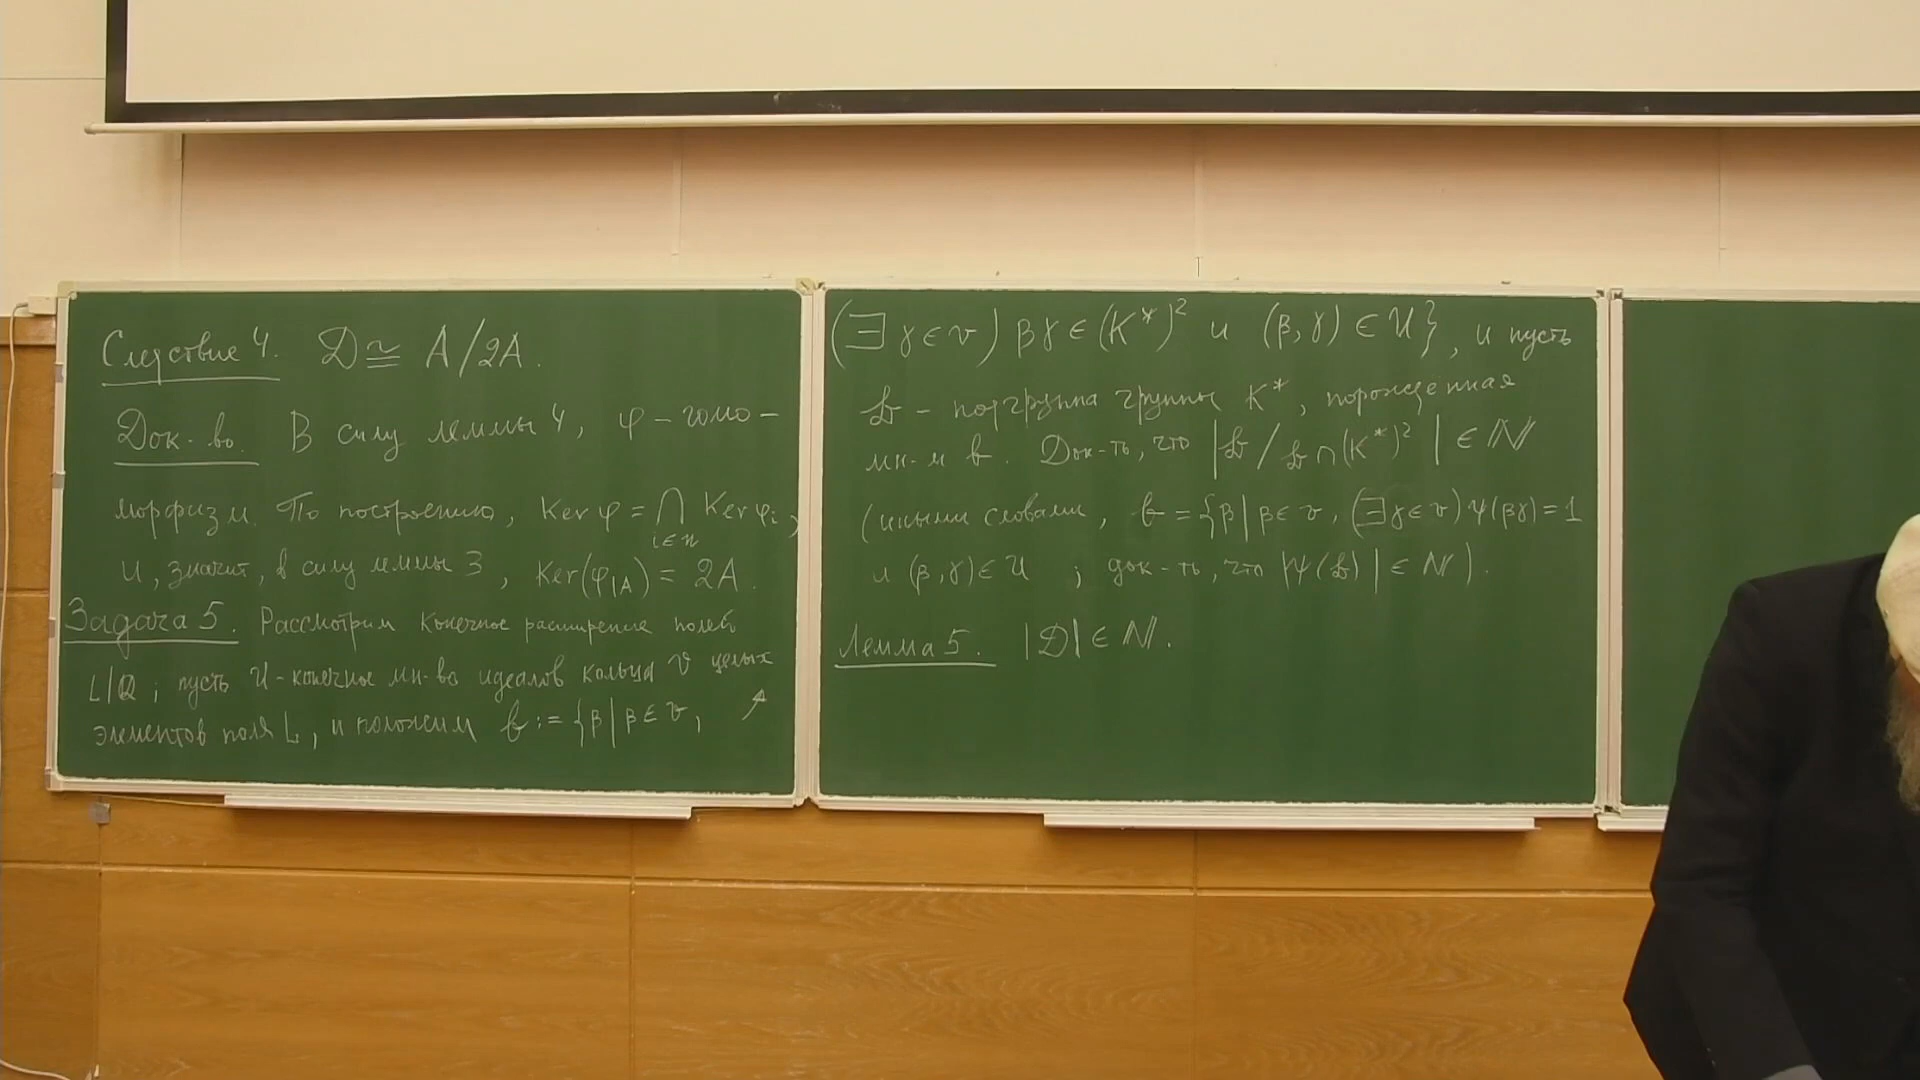 Следствие 4. 𝒟 ≅ A/2A.
Док-во. В силу леммы 4, φ – гомо-
морфизм. По построению, Ker φ = ⋂_{i∈n} Ker φ_i,
и, значит, в силу леммы 3, Ker(φ|_A) = 2A.
Задача 5. Рассмотрим конечное расширение полей
L|ℚ; пусть 𝒰 - конечное мн-во идеалов кольца v целых
элементов поля L, и положим b := {β | β ∈ v,
(∃ γ ∈ v) βγ ∈ (K*)² и (β, γ) ∈ 𝒰}, и пусть
𝔟 – подгруппа группы K*, порожденная
мн-м b. Док-ть, что |𝔟 / 𝔟 ∩ (K*)²| ∈ ℕ
(иными словами, b = {β | β ∈ v, (∃ γ ∈ v) ψ(βγ) = 1
и (β, γ) ∈ 𝒰 ; док-ть, что |ψ(𝔟)| ∈ ℕ).
Лемма 5. |𝒟| ∈ ℕ.